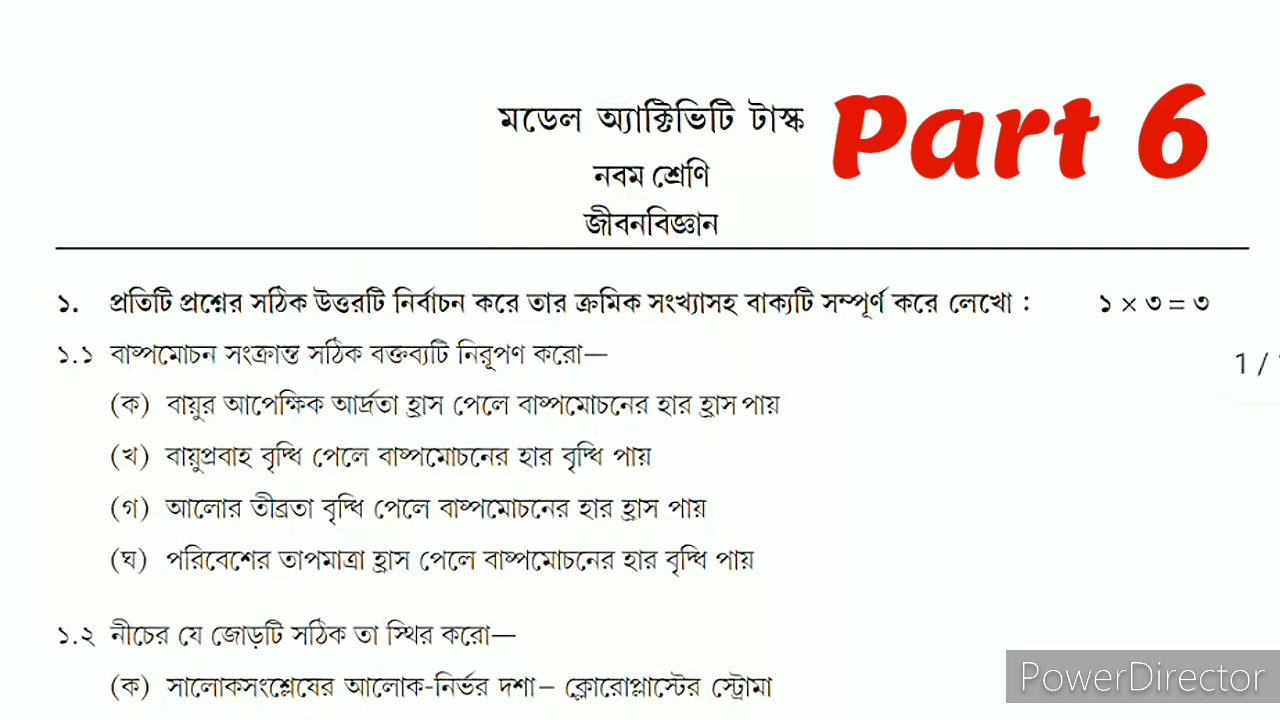 মডেল অ্যাক্টিভিটি টাস্ক
Part 6
নবম শ্রেণি
জীবনবিজ্ঞান
১. প্রতিটি প্রশ্নের সঠিক উত্তরটি নির্বাচন করে তার ক্রমিক সংখ্যাসহ বাক্যটি সম্পূর্ণ করে লেখো : ১ × ৩ = ৩
১.১ বাষ্পমোচন সংক্রান্ত সঠিক বক্তব্যটি নিরূপণ করো—
1 /
(ক) বায়ুর আপেক্ষিক আর্দ্রতা হ্রাস পেলে বাষ্পমোচনের হার হ্রাস পায়
(খ) বায়ুপ্রবাহ বৃদ্ধি পেলে বাষ্পমোচনের হার বৃদ্ধি পায়
(গ) আলোর তীব্রতা বৃদ্ধি পেলে বাষ্পমোচনের হার হ্রাস পায়
(ঘ) পরিবেশের তাপমাত্রা হ্রাস পেলে বাষ্পমোচনের হার বৃদ্ধি পায়
১.২ নীচের যে জোড়টি সঠিক তা স্থির করো—
(ক) সালোকসংশ্লেষের আলোক-নির্ভর দশা– ক্লোরোপ্লাস্টের স্ট্রোমা
PowerDirector